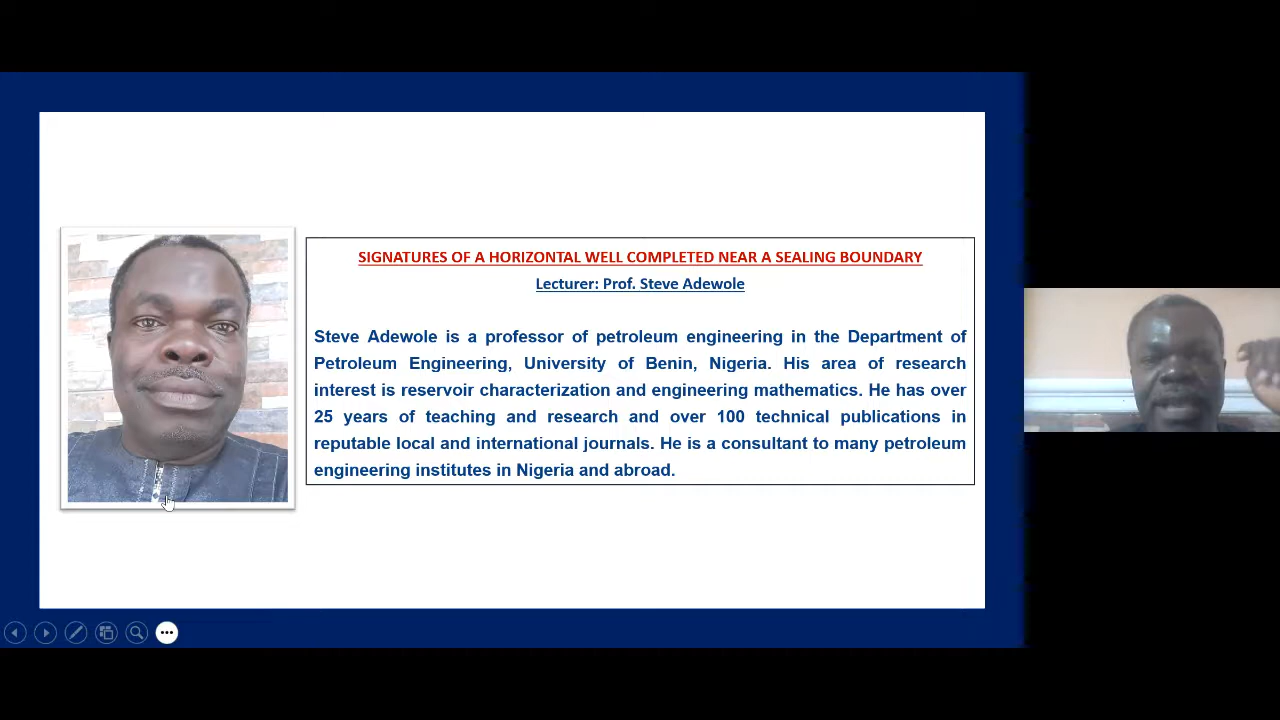 SIGNATURES OF A HORIZONTAL WELL COMPLETED NEAR A SEALING BOUNDARY
Lecturer: Prof. Steve Adewole
Steve Adewole is a professor of petroleum engineering in the Department of
Petroleum Engineering, University of Benin, Nigeria. His area of research
interest is reservoir characterization and engineering mathematics. He has over
25 years of teaching and research and over 100 technical publications in
reputable local and international journals. He is a consultant to many petroleum
engineering institutes in Nigeria and abroad.